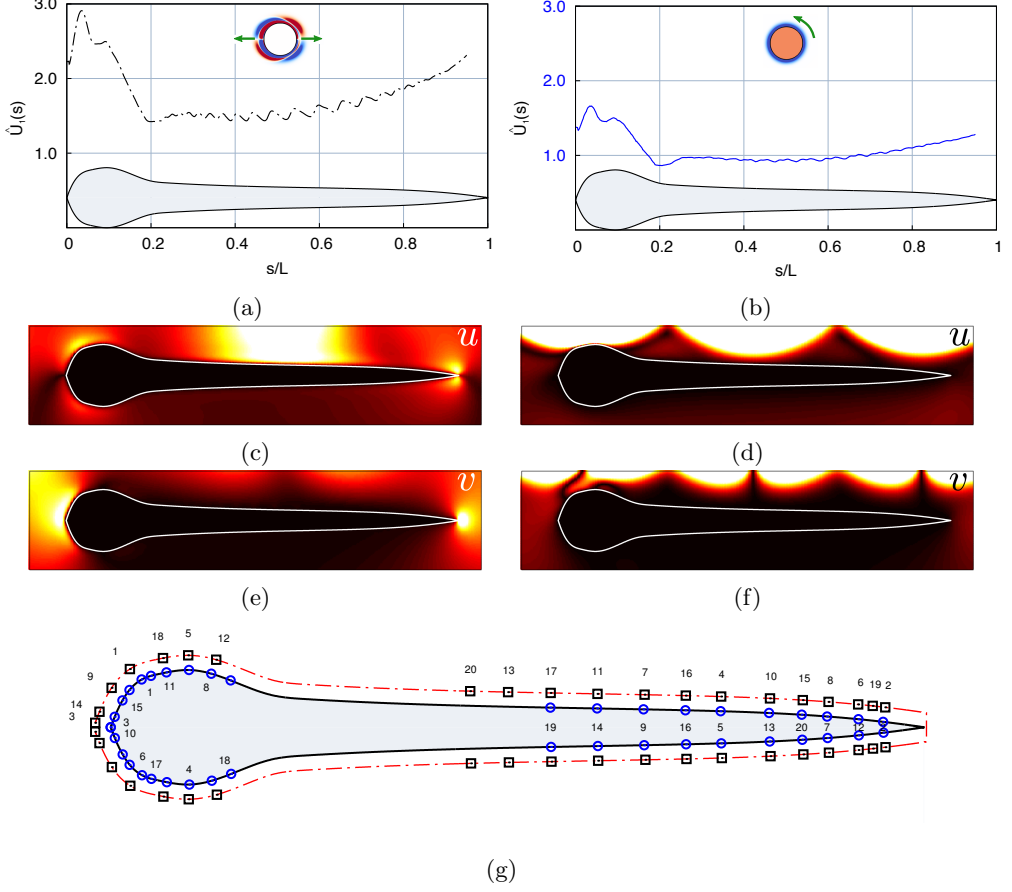 3.0
2.0
1.0
Û₁(s)
0 0.2 0.4 0.6 0.8 1
s/L
(a)
3.0
2.0
1.0
Û₁(s)
0 0.2 0.4 0.6 0.8 1
s/L
(b)
u
(c)
u
(d)
v
(e)
v
(f)
18 5 12
1
9
14
3
20 13 17 11 7 16 4 10 15 8 6 19 2
1 11 8
15
3
10
6 17 4 18
19 14 9 16 5 13 20 7 12
(g)